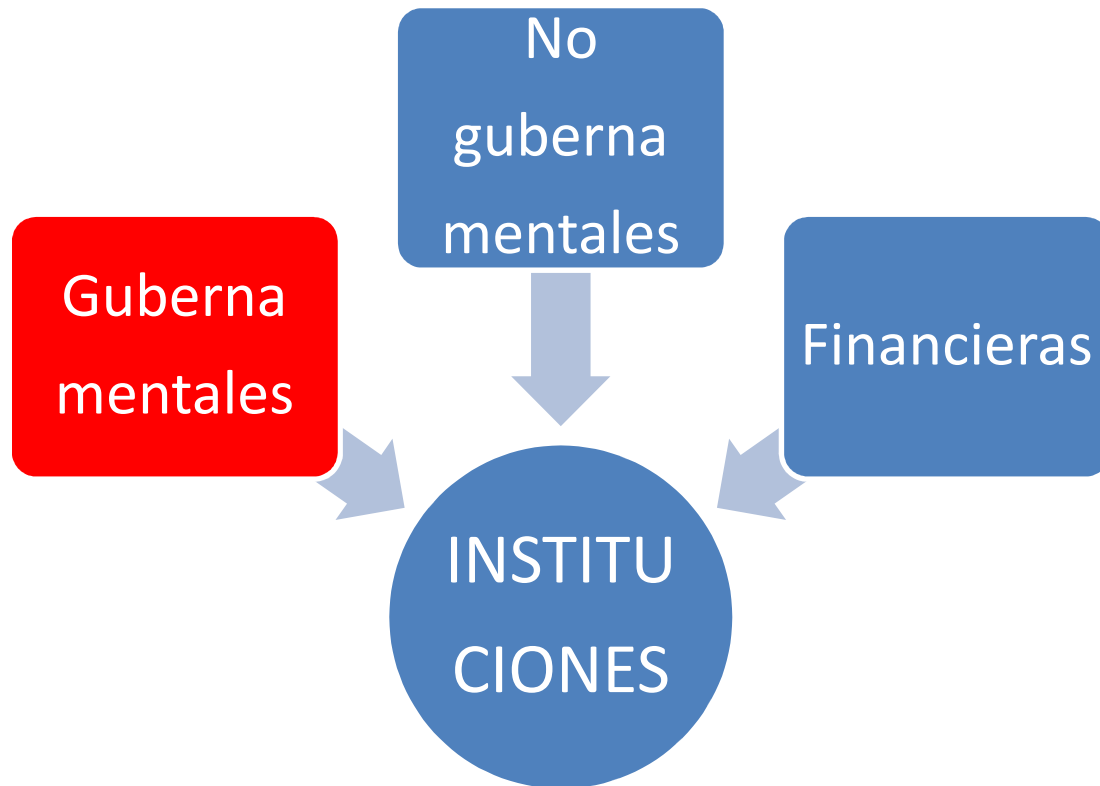 No
guberna
mentales
Guberna
mentales
Financieras
INSTITU
CIONES